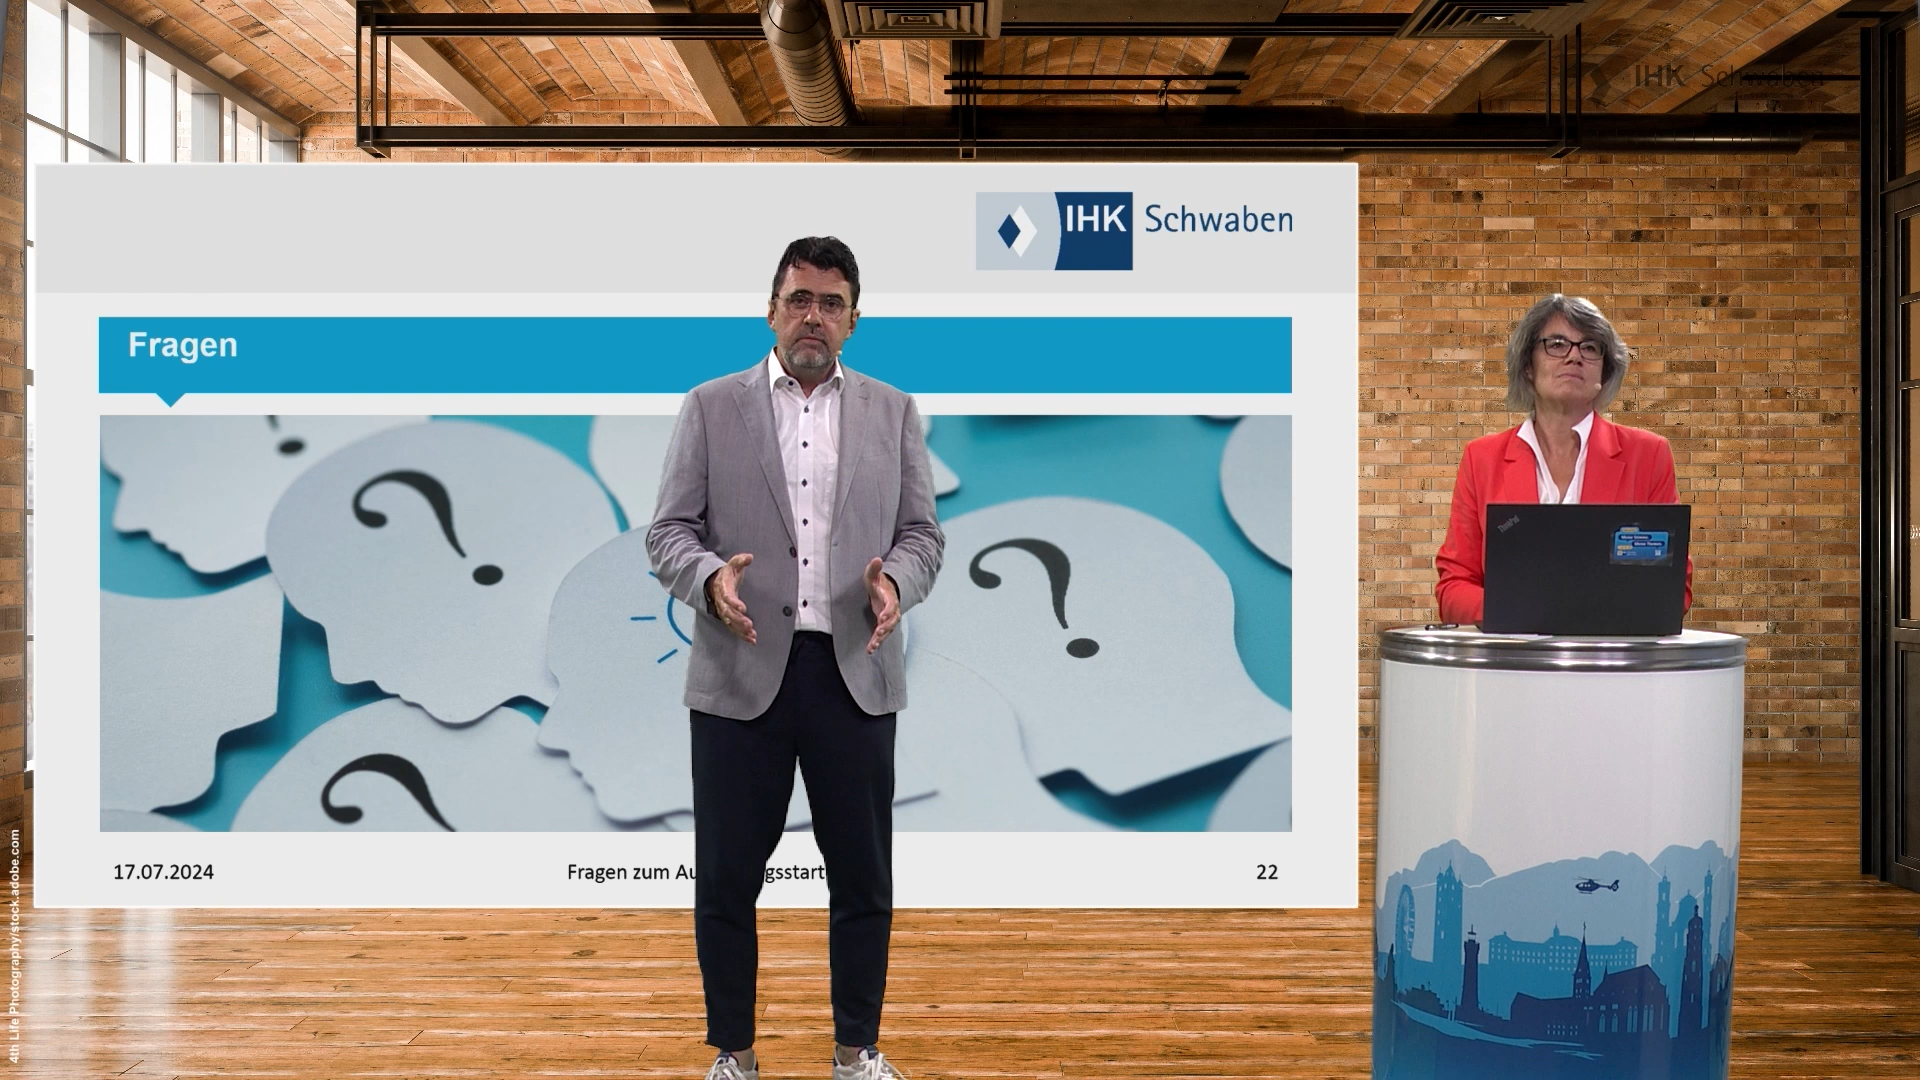 IHK Schwaben
IHK Schwaben
Fragen
17.07.2024
Fragen zum Au gsstart
22
ThinkPad
4th Life Photography/stock.adobe.com